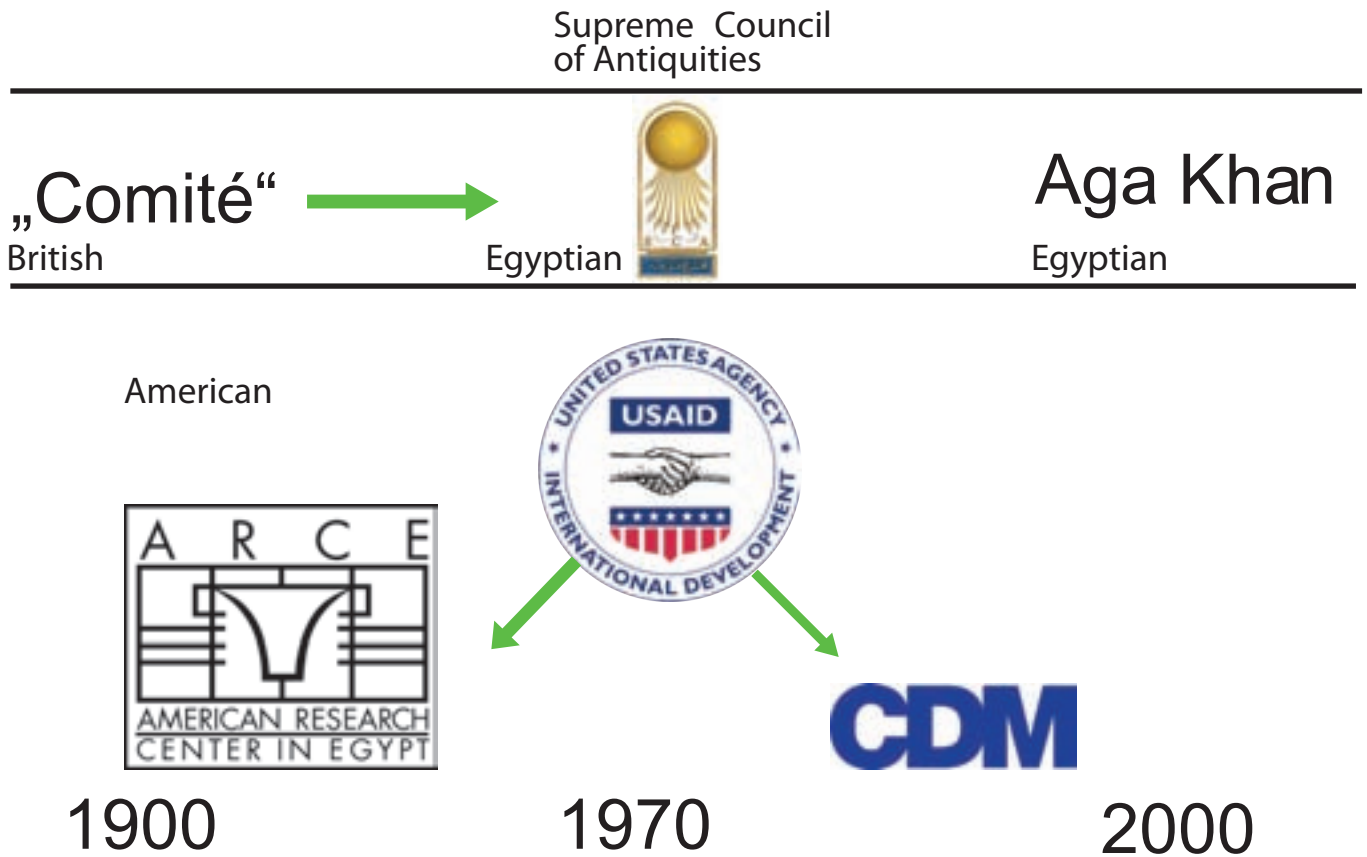 Supreme Council
of Antiquities
„Comité“
Aga Khan
British
Egyptian
S C A
Egyptian
American
UNITED STATES AGENCY
INTERNATIONAL DEVELOPMENT
USAID
A R C E
AMERICAN RESEARCH
CENTER IN EGYPT
CDM
1900
1970
2000